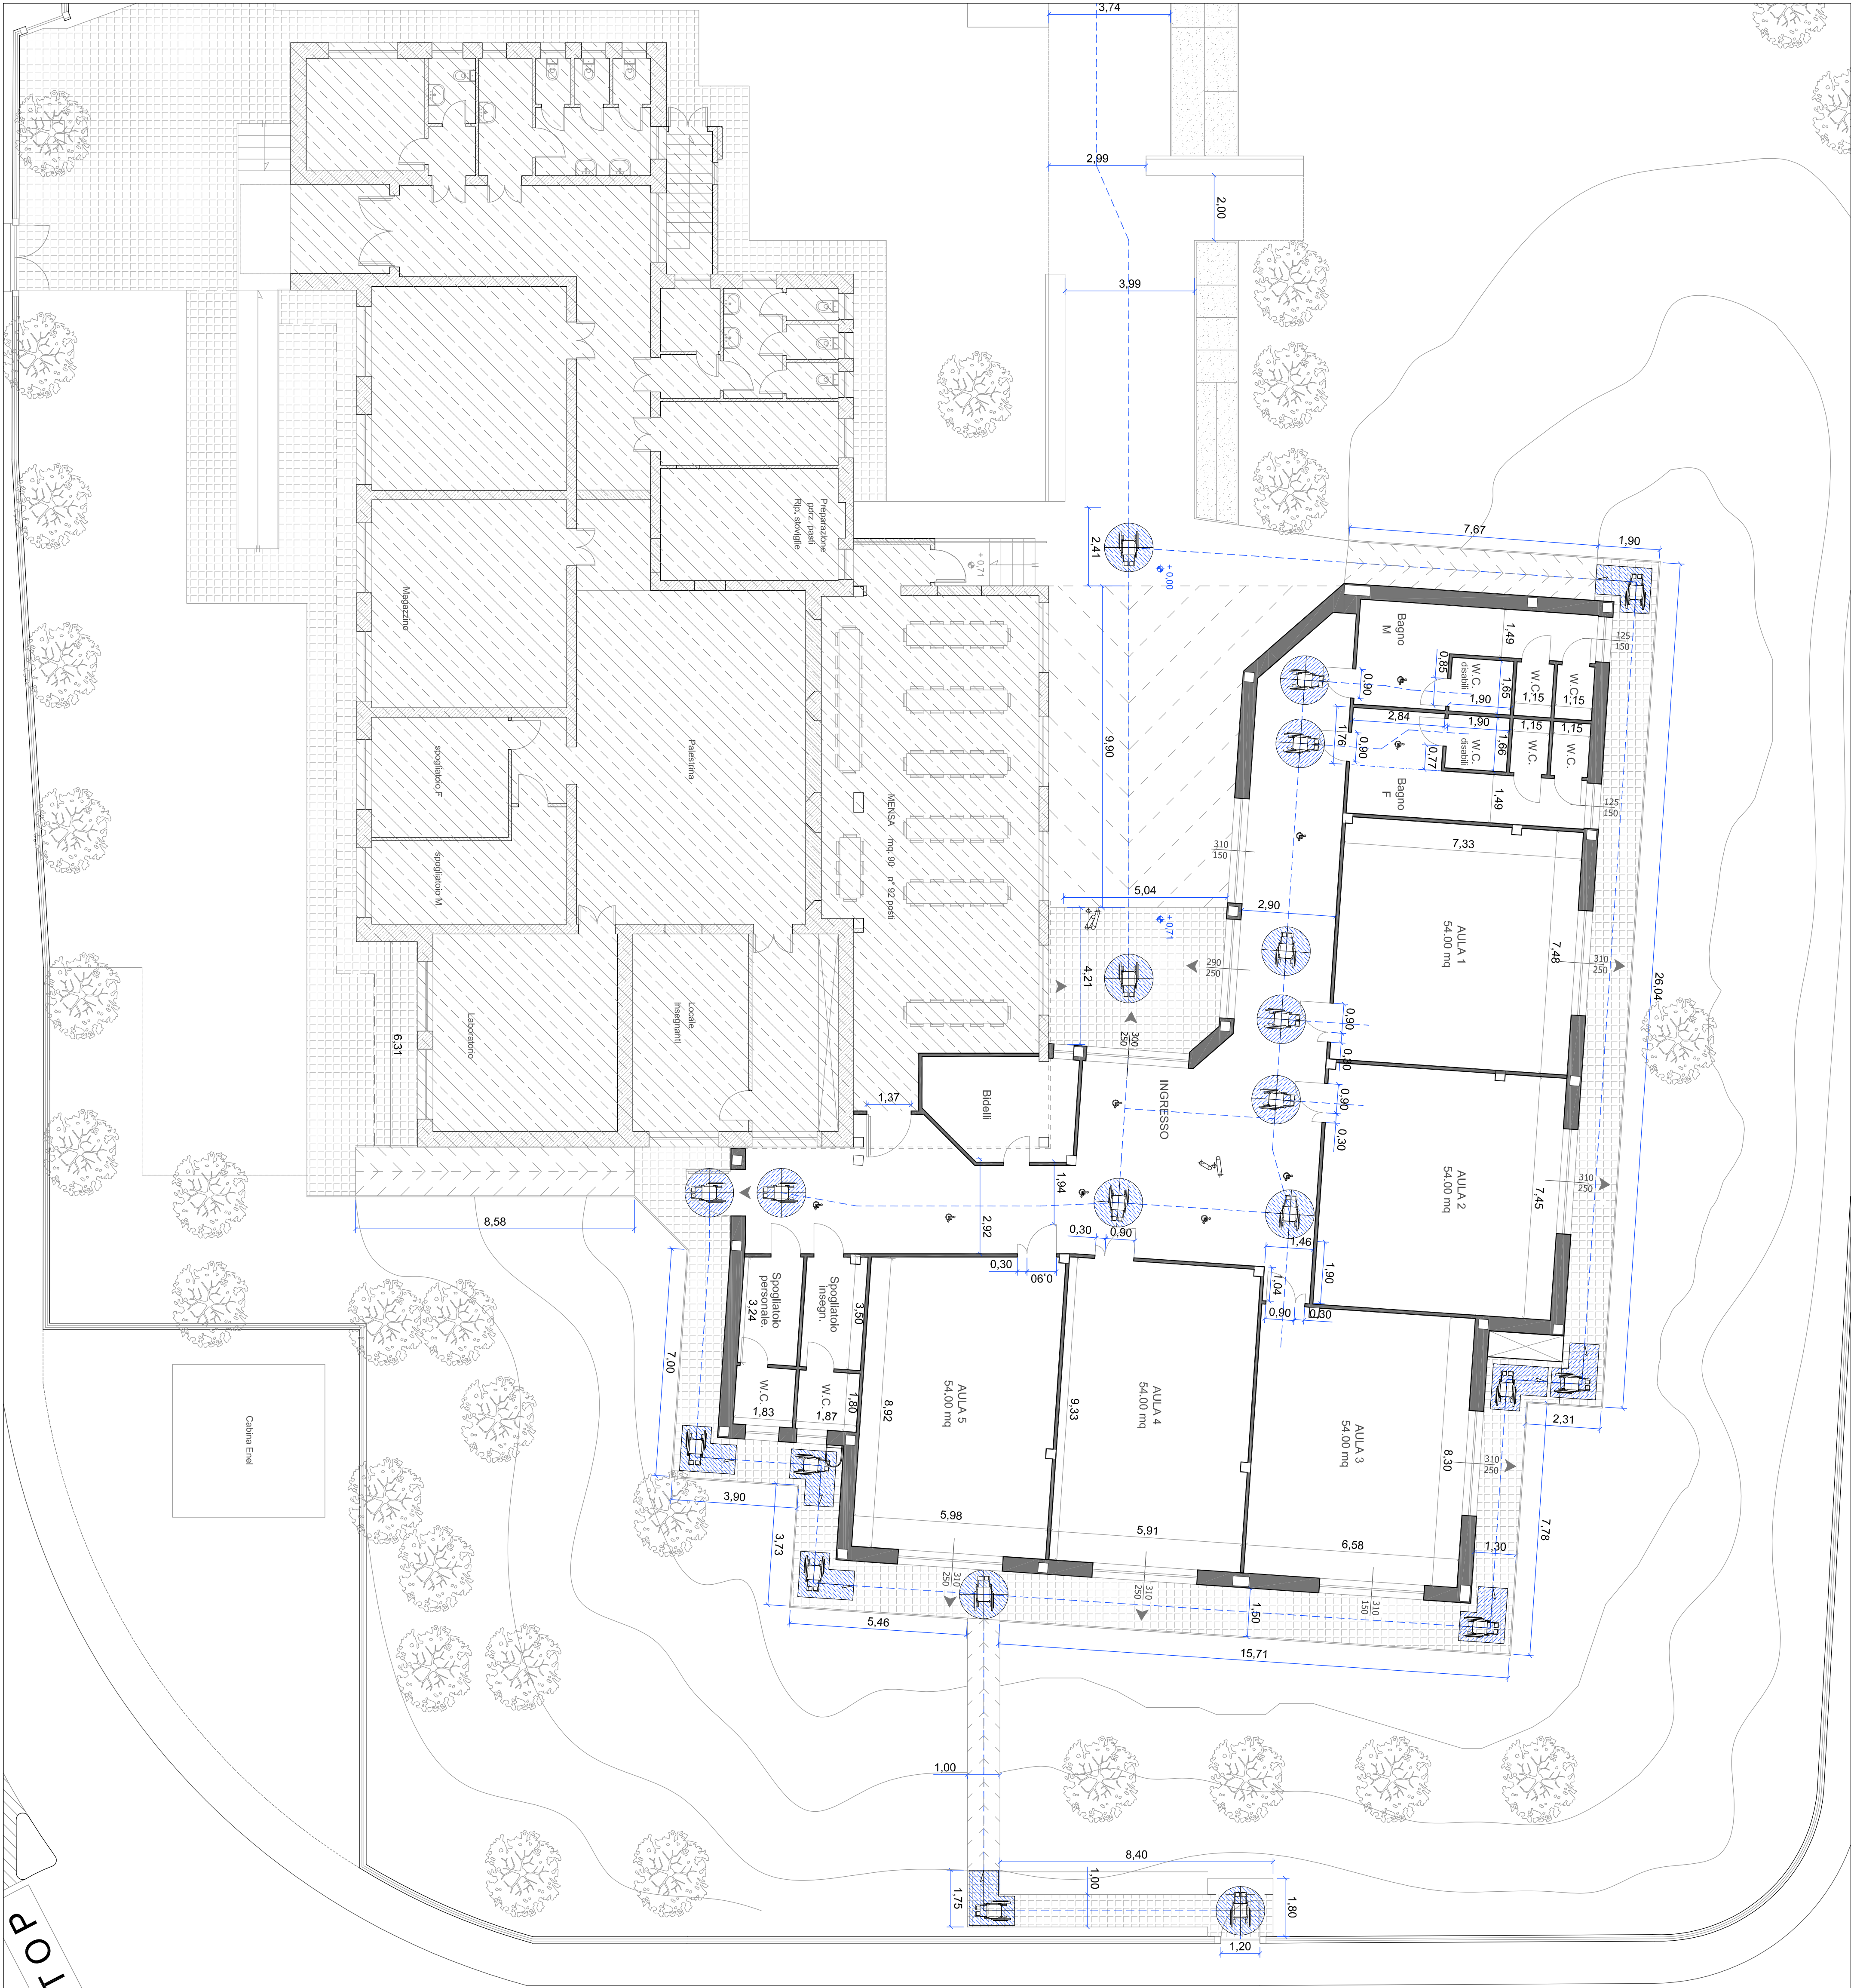 3,74
2,99
2,00
3,99
7,67
1,90
2,41
+ 0,00
+ 0,71
9,90
26,04
Preparazione
porz. pasti
Rip. stoviglie
Magazzino
spogliatoio F
spogliatoio M
Palestrina
MENSA mq. 90 n° 92 posti
Laboratorio
Locale
Insegnanti
6,31
Bagno
M
1,49
0,85
W.C.
disabili
1,65
1,90
W.C.
1,15
W.C.
1,15
125
150
0,90
1,76
0,90
2,84
1,90
0,77
W.C.
disabili
1,66
W.C.
1,15
W.C.
1,15
Bagno
F
1,49
125
150
310
150
7,33
5,04
2,90
+ 0,71
4,21
290
250
300
250
AULA 1
54.00 mq
7,48
310
250
0,90
0,30
0,90
0,30
INGRESSO
Bidelli
1,37
1,94
2,92
AULA 2
54.00 mq
7,45
310
250
0,30
0,90
1,46
1,90
1,04
0,90
0,30
0,30
0,90
8,58
7,00
Spogliatoio
personale.
3,24
Spogliatoio
insegn.
3,50
W.C.
1,83
W.C.
1,87
1,80
8,92
AULA 5
54.00 mq
9,33
AULA 4
54.00 mq
AULA 3
54.00 mq
8,30
310
250
2,31
7,78
1,30
3,90
3,73
5,98
5,91
6,58
310
250
310
250
310
150
1,50
5,46
15,71
Cabina Enel
1,00
8,40
1,00
1,75
1,80
1,20
TOP